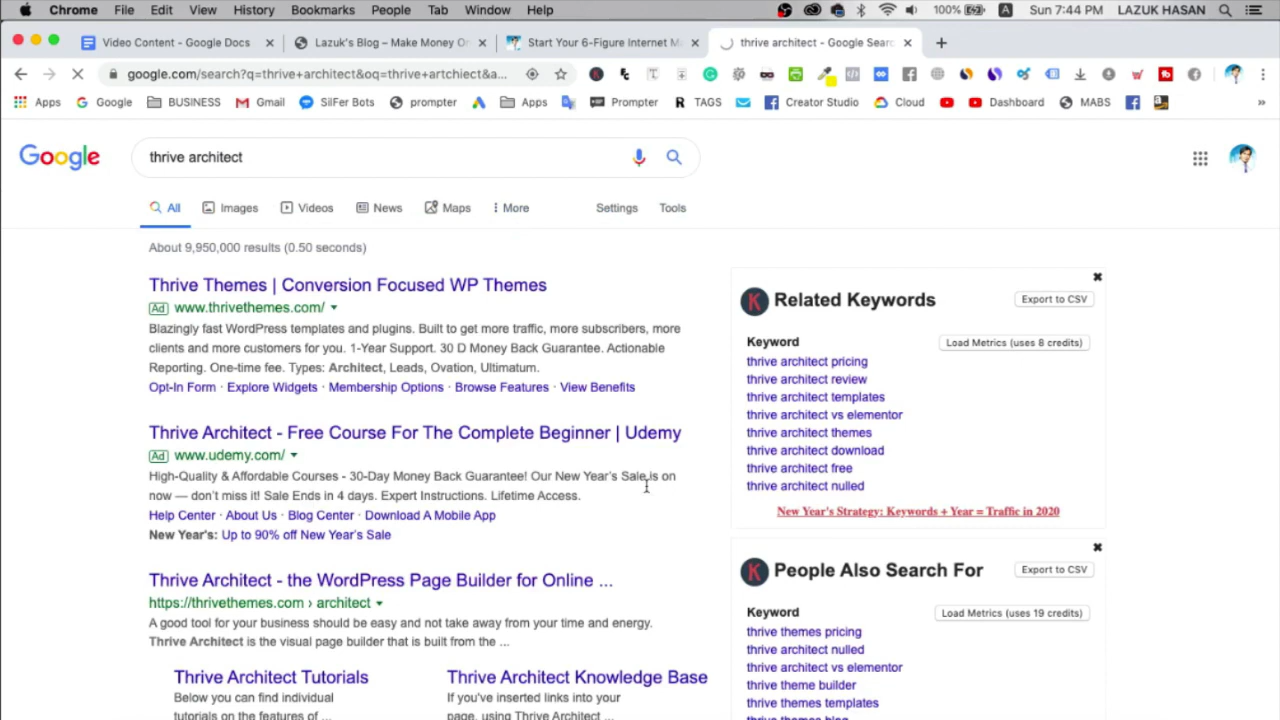 Chrome File Edit View History Bookmarks People Tab Window Help 100% A Sun 7:44 PM LAZUK HASAN
Video Content - Google Docs Lazuk's Blog – Make Money O Start Your 6-Figure Internet M thrive architect - Google Searc
google.com/search?q=thrive+architect&oq=thrive+artchiect&a...
Apps Google BUSINESS Gmail SilFer Bots prompter Apps Prompter R TAGS Creator Studio Cloud Dashboard MABS
Google
thrive architect
All Images Videos News Maps More Settings Tools
About 9,950,000 results (0.50 seconds)
Thrive Themes | Conversion Focused WP Themes
Ad www.thrivethemes.com/
Blazingly fast WordPress templates and plugins. Built to get more traffic, more subscribers, more
clients and more customers for you. 1-Year Support. 30 D Money Back Guarantee. Actionable
Reporting. One-time fee. Types: Architect, Leads, Ovation, Ultimatum.
Opt-In Form · Explore Widgets · Membership Options · Browse Features · View Benefits
Thrive Architect - Free Course For The Complete Beginner | Udemy
Ad www.udemy.com/
High-Quality & Affordable Courses - 30-Day Money Back Guarantee! Our New Year's Sale is on
now — don't miss it! Sale Ends in 4 days. Expert Instructions. Lifetime Access.
Help Center · About Us · Blog Center · Download A Mobile App
New Year's: Up to 90% off New Year's Sale
Thrive Architect - the WordPress Page Builder for Online ...
https://thrivethemes.com › architect
A good tool for your business should be easy and not take away from your time and energy.
Thrive Architect is the visual page builder that is built from the ...
Thrive Architect Tutorials
Below you can find individual
tutorials on the features of ...
Thrive Architect Knowledge Base
If you've inserted links into your
page, using Thrive Architect ...
K Related Keywords Export to CSV
Keyword Load Metrics (uses 8 credits)
thrive architect pricing
thrive architect review
thrive architect templates
thrive architect vs elementor
thrive architect themes
thrive architect download
thrive architect free
thrive architect nulled
New Year's Strategy: Keywords + Year = Traffic in 2020
K People Also Search For Export to CSV
Keyword Load Metrics (uses 19 credits)
thrive themes pricing
thrive architect nulled
thrive architect vs elementor
thrive theme builder
thrive themes templates
thrive themes blog